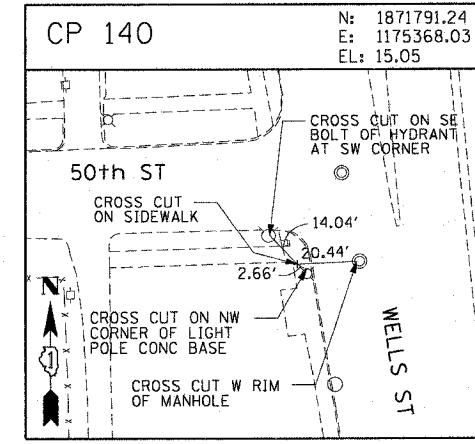 CP 140
N: 1871791.24
E: 1175368.03
EL: 15.05
CROSS CUT ON SE
BOLT OF HYDRANT
AT SW CORNER
50th ST
CROSS CUT
ON SIDEWALK
14.04'
20.44'
2.66'
N
1
CROSS CUT ON NW
CORNER OF LIGHT
POLE CONC BASE
WELLS ST
CROSS CUT W RIM
OF MANHOLE